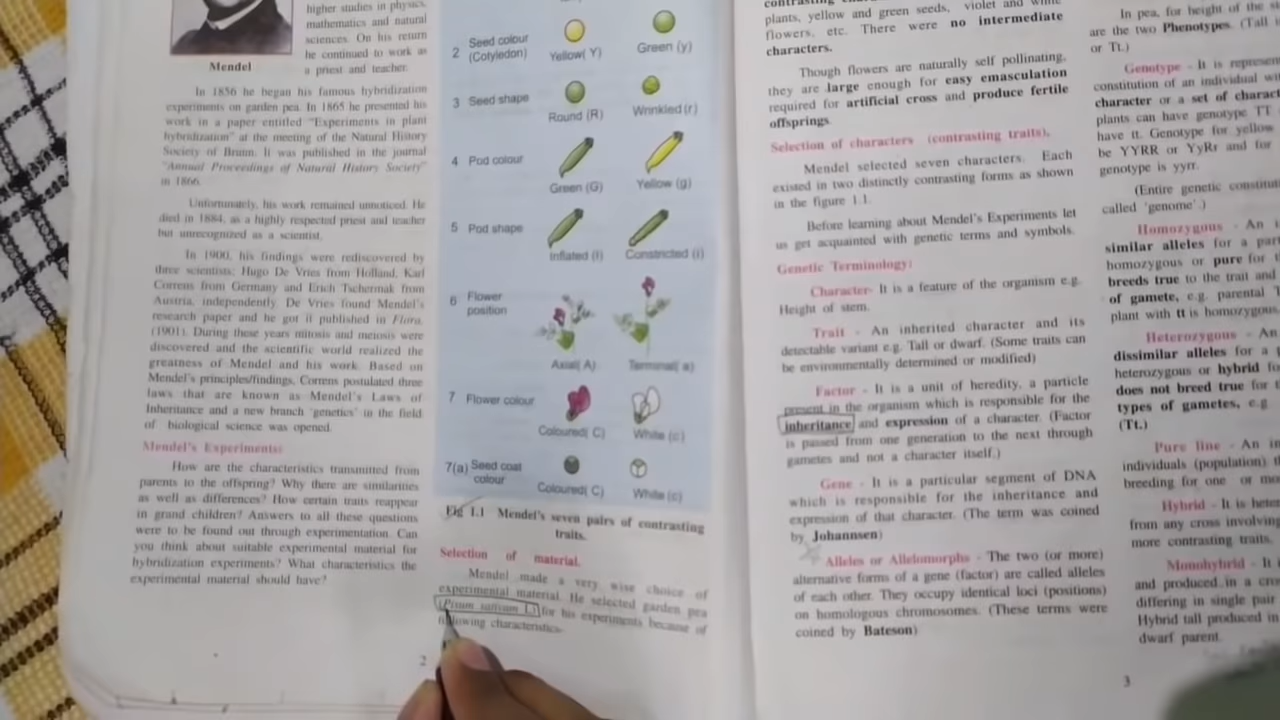 higher studies in physics,
mathematics and natural
sciences. On his return
he continued to work as
a priest and teacher.
Mendel
In 1856 he began his famous hybridization
experiments on garden pea. In 1865 he presented his
work in a paper entitled "Experiments in plant
hybridization" at the meeting of the Natural History
Society of Braun. It was published in the journal
"Annual Proceedings of Natural History Society"
in 1866.
Unfortunately, his work remained unnoticed. He
died in 1884, as a highly respected priest and teacher
but unrecognized as a scientist.
In 1900, his findings were rediscovered by
three scientists: Hugo De Vries from Holland, Karl
Correns from Germany and Erich Tschermak from
Austria, independently. De Vries found Mendel's
research paper and he got it published in Flora,
(1901). During these years mitosis and meiosis were
discovered and the scientific world realized the
greatness of Mendel and his work. Based on
Mendel's principles/findings, Correns postulated three
laws that are known as Mendel's Laws of
Inheritance and a new branch 'genetics' in the field
of biological science was opened.
Mendel's Experiments:
How are the characteristics transmitted from
parents to the offspring? Why there are similarities
as well as differences? How certain traits reappear
in grand children? Answers to all these questions
were to be found out through experimentation. Can
you think about suitable experimental material for
hybridization experiments? What characteristics the
experimental material should have?
2
2 Seed colour (Cotyledon) Yellow( Y) Green (y)
3 Seed shape Round (R) Wrinkled (r)
4 Pod colour Green (G) Yellow (g)
5 Pod shape Inflated (I) Constricted (i)
6 Flower position Axial( A) Terminal( a)
7 Flower colour Coloured( C) White (c)
7(a) Seed coat colour Coloured( C) White (c)
Fig 1.1 Mendel's seven pairs of contrasting
traits.
Selection of material.
Mendel made a very wise choice of
experimental material. He selected garden pea
(Pisum sativum L.) for his experiments because of
following characteristics-
plants, yellow and green seeds, violet and white
flowers, etc. There were no intermediate
characters.
Though flowers are naturally self pollinating,
they are large enough for easy emasculation
required for artificial cross and produce fertile
offsprings.
Selection of characters (contrasting traits),
Mendel selected seven characters. Each
existed in two distinctly contrasting forms as shown
in the figure 1.1.
Before learning about Mendel's Experiments let
us get acquainted with genetic terms and symbols.
Genetic Terminology:
Character- It is a feature of the organism e.g.
Height of stem.
Trait - An inherited character and its
detectable variant e.g. Tall or dwarf. (Some traits can
be environmentally determined or modified)
Factor - It is a unit of heredity, a particle
present in the organism which is responsible for the
inheritance and expression of a character. (Factor
is passed from one generation to the next through
gametes and not a character itself.)
Gene - It is a particular segment of DNA
which is responsible for the inheritance and
expression of that character. (The term was coined
by Johannsen)
Alleles or Allelomorphs - The two (or more)
alternative forms of a gene (factor) are called alleles
of each other. They occupy identical loci (positions)
on homologous chromosomes. (These terms were
coined by Bateson)
In pea, for height of the
are the two Phenotypes. (Tall
or Tt.)
Genotype - It is
constitution of an individual
character or a set of
plants can have genotype TT
have tt. Genotype for yellow
be YYRR or YyRr and for
genotype is yyrr.
(Entire genetic
called 'genome'.)
Homozygous - An
similar alleles for a
homozygous or pure for
breeds true to the trait and
of gamete, e.g. parental
plant with tt is homozygous
Heterozygous - An
dissimilar alleles for a
heterozygous or hybrid
does not breed true for
types of gametes, e.g.
(Tt.)
Pure line - An
individuals (population)
breeding for one or
Hybrid - It is
from any cross involving
more contrasting traits.
Monohybrid - It
and produced in a
differing in single pair
Hybrid tall produced in
dwarf parent.
3